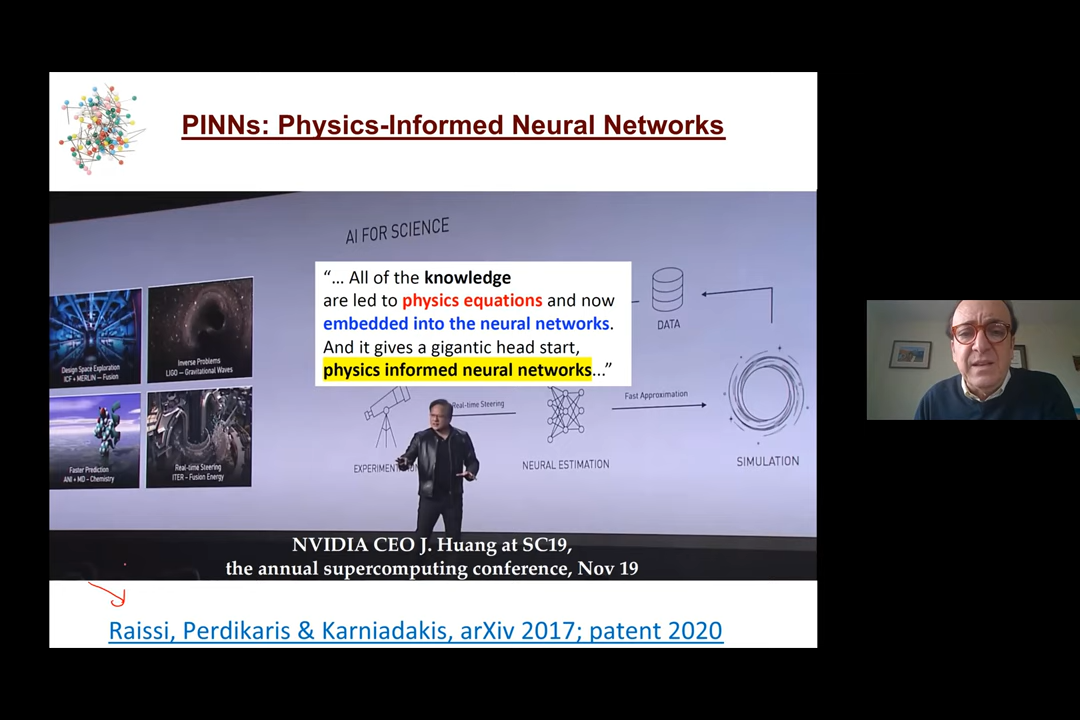 PINNs: Physics-Informed Neural Networks
AI FOR SCIENCE
“… All of the knowledge
are led to physics equations and now
embedded into the neural networks.
And it gives a gigantic head start,
physics informed neural networks…”
DATA
Design Space Exploration
ICF + MERLIN – Fusion
Inverse Problems
LIGO – Gravitational Waves
Faster Prediction
ANI + MD – Chemistry
Real-time Steering
ITER – Fusion Energy
Real-time Steering
Fast Approximation
NEURAL ESTIMATION
SIMULATION
NVIDIA CEO J. Huang at SC19,
the annual supercomputing conference, Nov 19
Raissi, Perdikaris & Karniadakis, arXiv 2017; patent 2020